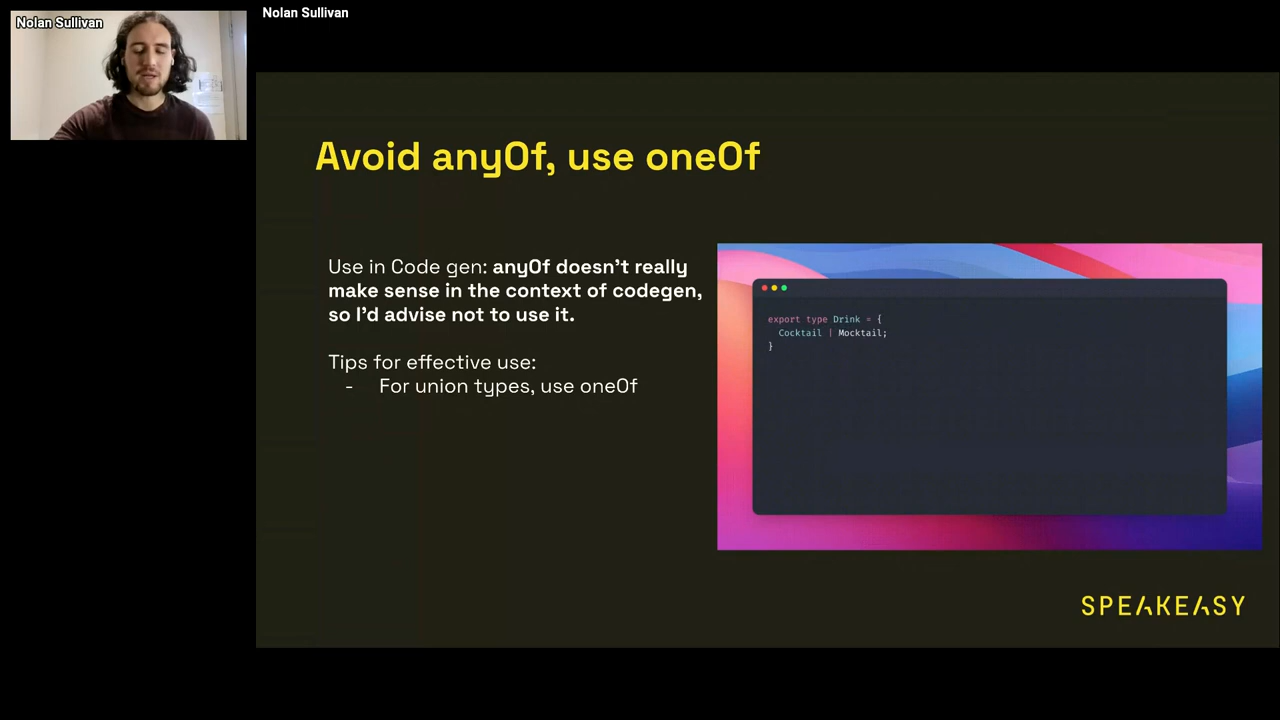 Nolan Sullivan
Nolan Sullivan
Avoid anyOf, use oneOf
Use in Code gen: anyOf doesn't really
make sense in the context of codegen,
so I'd advise not to use it.
Tips for effective use:
- For union types, use oneOf
export type Drink = {
Cocktail | Mocktail;
}
SPEAKEASY